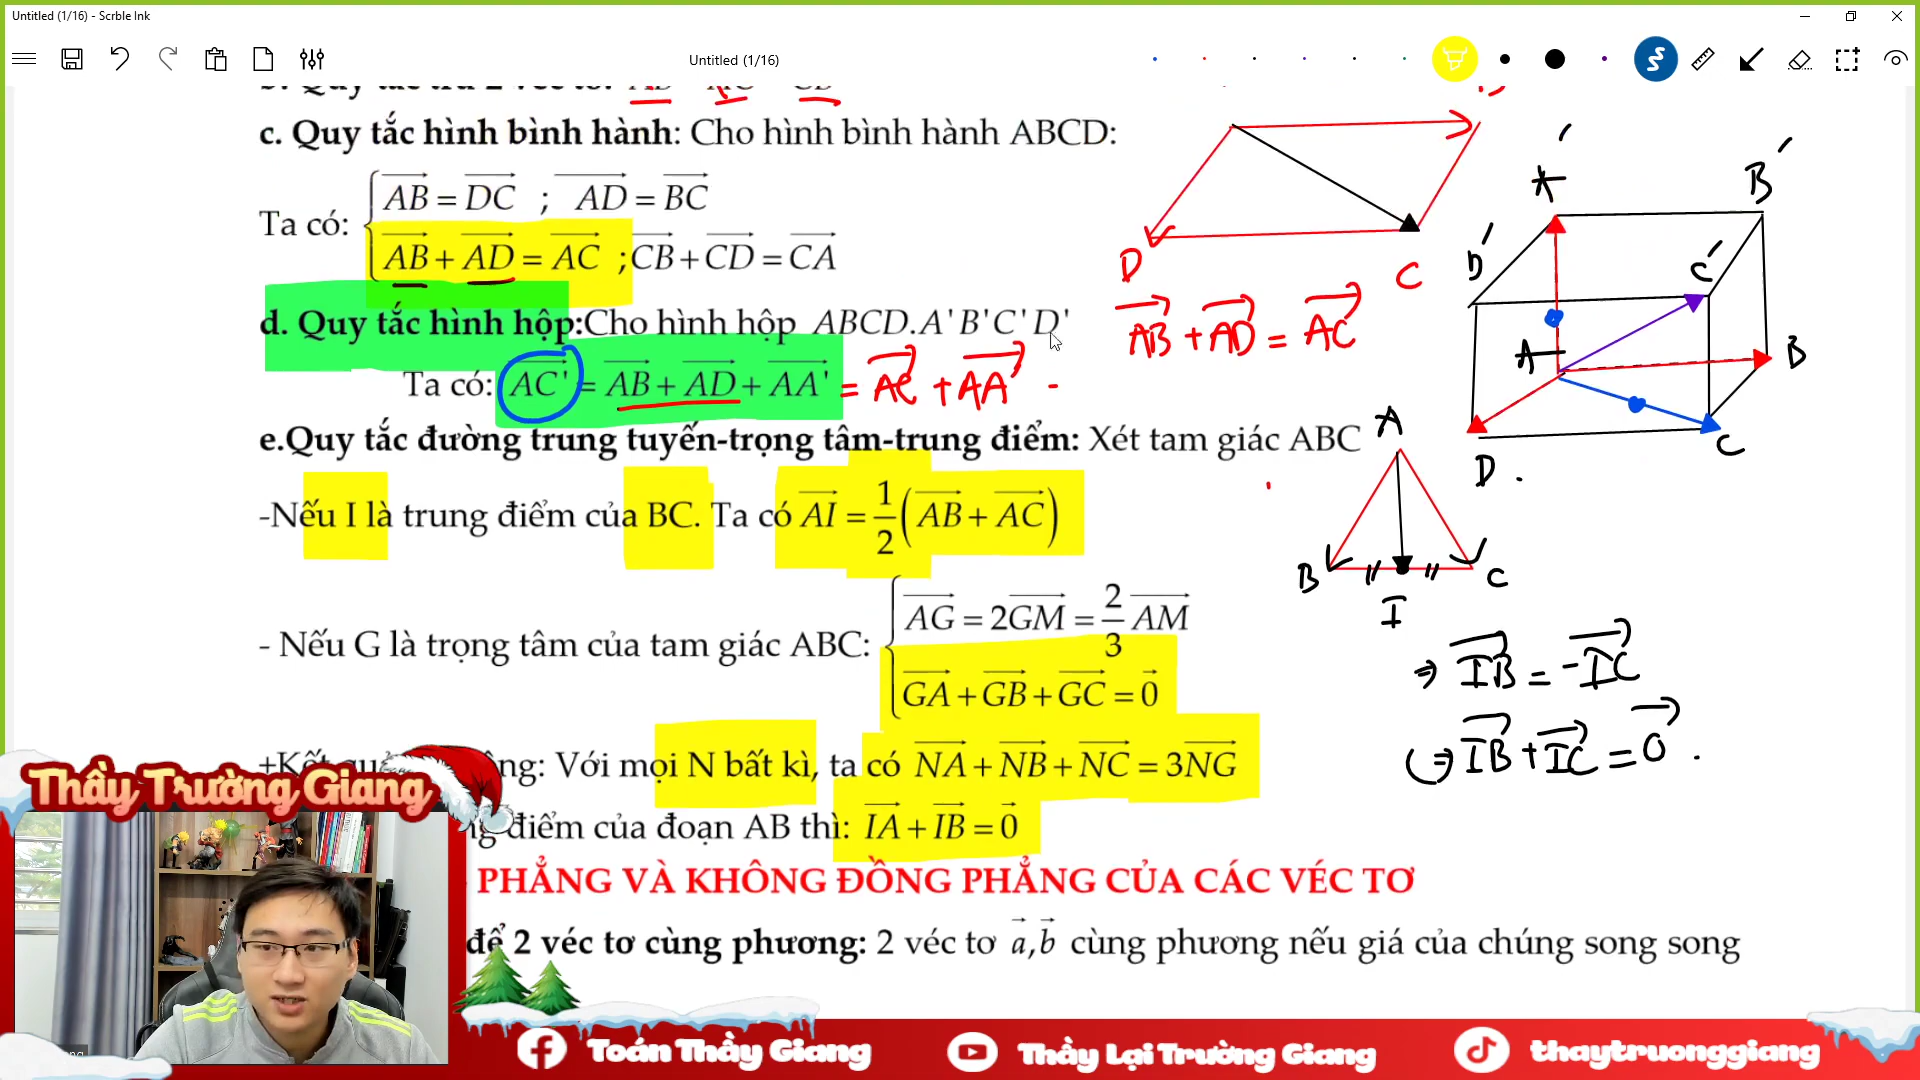 Untitled (1/16) - Scrble Ink
Untitled (1/16)
b. Quy tắc trừ 2 véc tơ:
c. Quy tắc hình bình hành: Cho hình bình hành ABCD:
Ta có: { AB = DC ; AD = BC
AB + AD = AC ; CB + CD = CA
d. Quy tắc hình hộp:Cho hình hộp ABCD.A'B'C'D'
Ta có: AC' = AB + AD + AA' = AC + AA' -
e.Quy tắc đường trung tuyến-trọng tâm-trung điểm: Xét tam giác ABC
-Nếu I là trung điểm của BC. Ta có AI = 1/2 (AB + AC)
- Nếu G là trọng tâm của tam giác ABC: { AG = 2GM = 2/3 AM
GA + GB + GC = 0
ng: Với mọi N bất kì, ta có NA + NB + NC = 3NG
điểm của đoạn AB thì: IA + IB = 0
PHẲNG VÀ KHÔNG ĐỒNG PHẲNG CỦA CÁC VÉC TƠ
để 2 véc tơ cùng phương: 2 véc tơ a,b cùng phương nếu giá của chúng song song
D
C
AB + AD = AC
A'
B'
D'
C'
A
B
D.
C
A
B
C
I
⇒ IB = -IC
⇔ IB + IC = 0.
Thầy Trường Giang
Toán Thầy Giang
Thầy Lại Trường Giang
thaytruonggiang